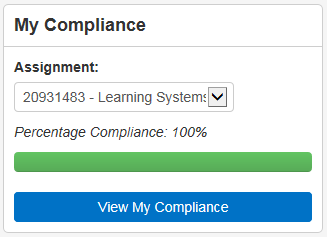 My Compliance
Assignment:
20931483 - Learning Systems
Percentage Compliance: 100%
View My Compliance